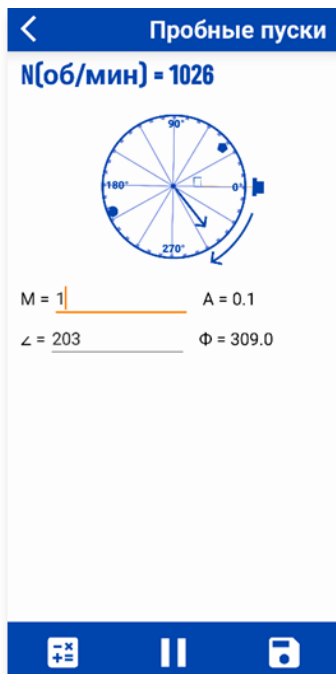 Пробные пуски
N(об/мин) = 1026
90°
180°
0°
270°
M = 1
A = 0.1
∠ = 203
Φ = 309.0